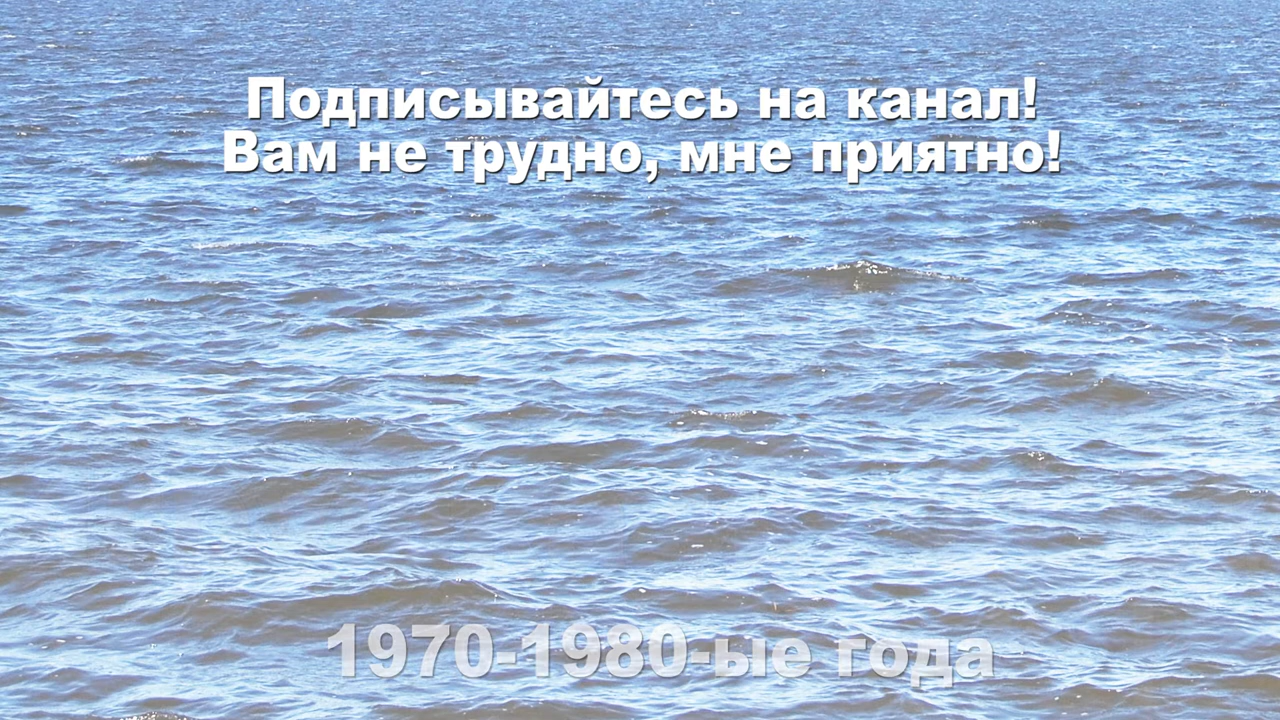 Подписывайтесь на канал!
Вам не трудно, мне приятно!
1970-1980-ые года